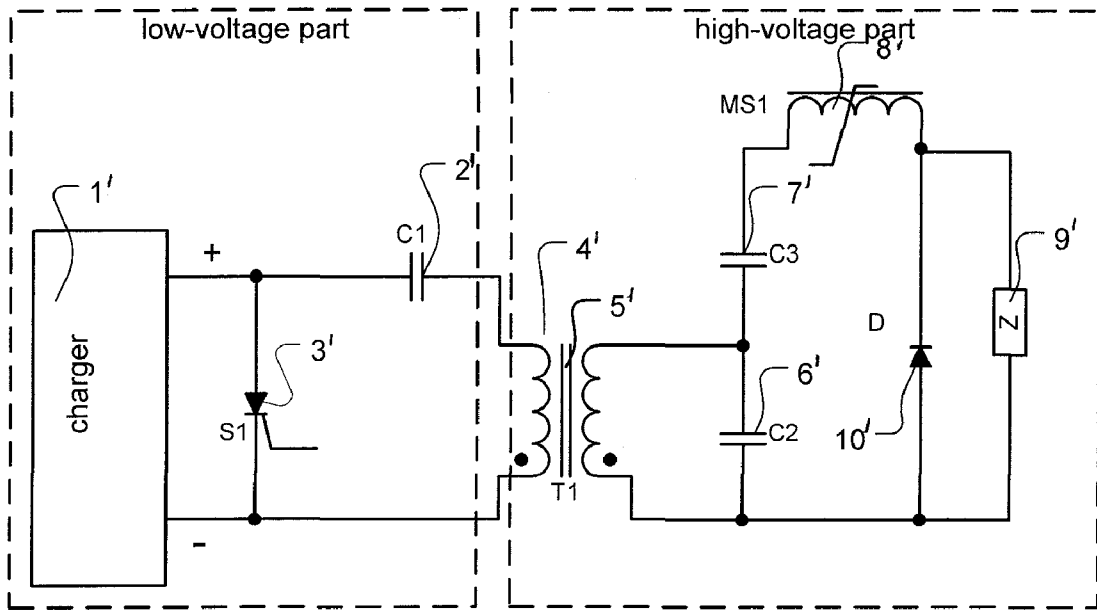 low-voltage part
high-voltage part
8'
MS1
1'
2'
7'
C1
4'
C3
9'
+
5'
Z
charger
3'
D
6'
S1
C2
10'
T1
-